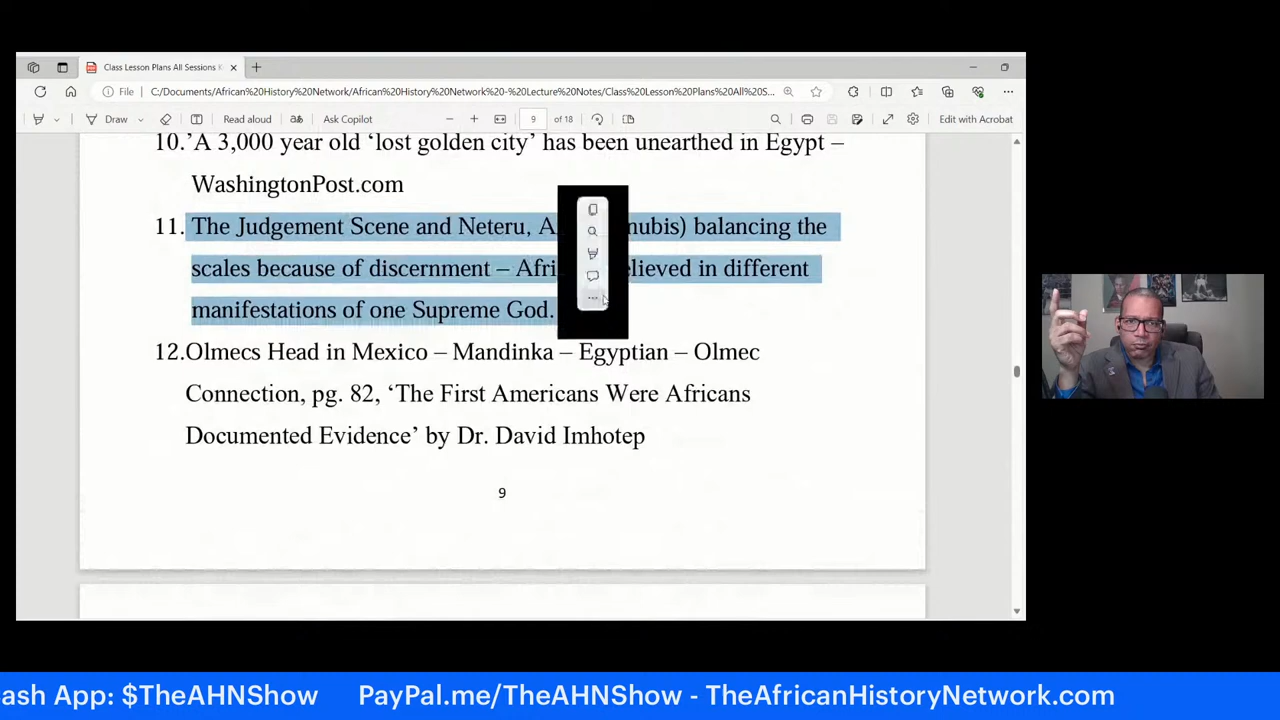 Class Lesson Plans All Sessions K
File C:/Documents/African%20History%20Network/African%20History%20Network%20-%20Lecture%20Notes/Class%20Lesson%20Plans%20All%20S...
Draw Read aloud Ask Copilot 9 of 18 Edit with Acrobat
10.’A 3,000 year old ‘lost golden city’ has been unearthed in Egypt –
WashingtonPost.com
11. The Judgement Scene and Neteru, balancing the
scales because of discernment – in different
manifestations of one Supreme God.
12.Olmecs Head in Mexico – Mandinka – Egyptian – Olmec
Connection, pg. 82, ‘The First Americans Were Africans
Documented Evidence’ by Dr. David Imhotep
9
App: $TheAHNShow PayPal.me/TheAHNShow - TheAfricanHistoryNetwork.com